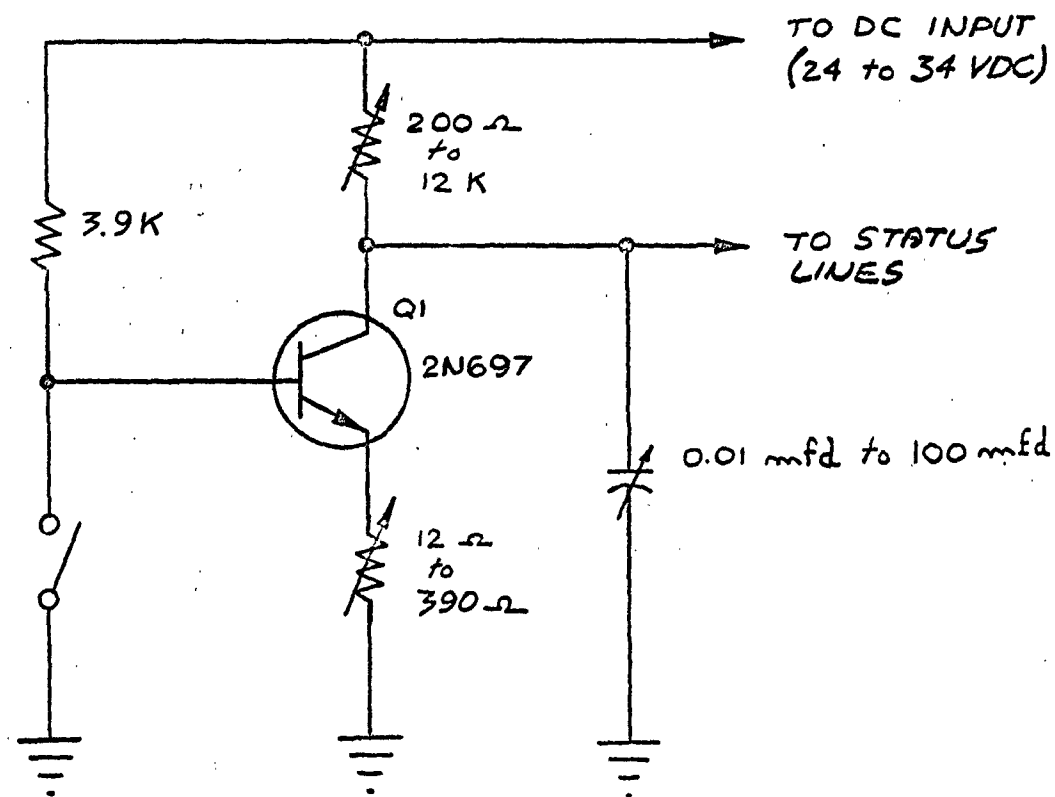 TO DC INPUT
(24 to 34 VDC)
200 Ω
to
12 K
3.9K
TO STATUS
LINES
Q1
2N697
0.01 mfd to 100 mfd
12 Ω
to
390 Ω